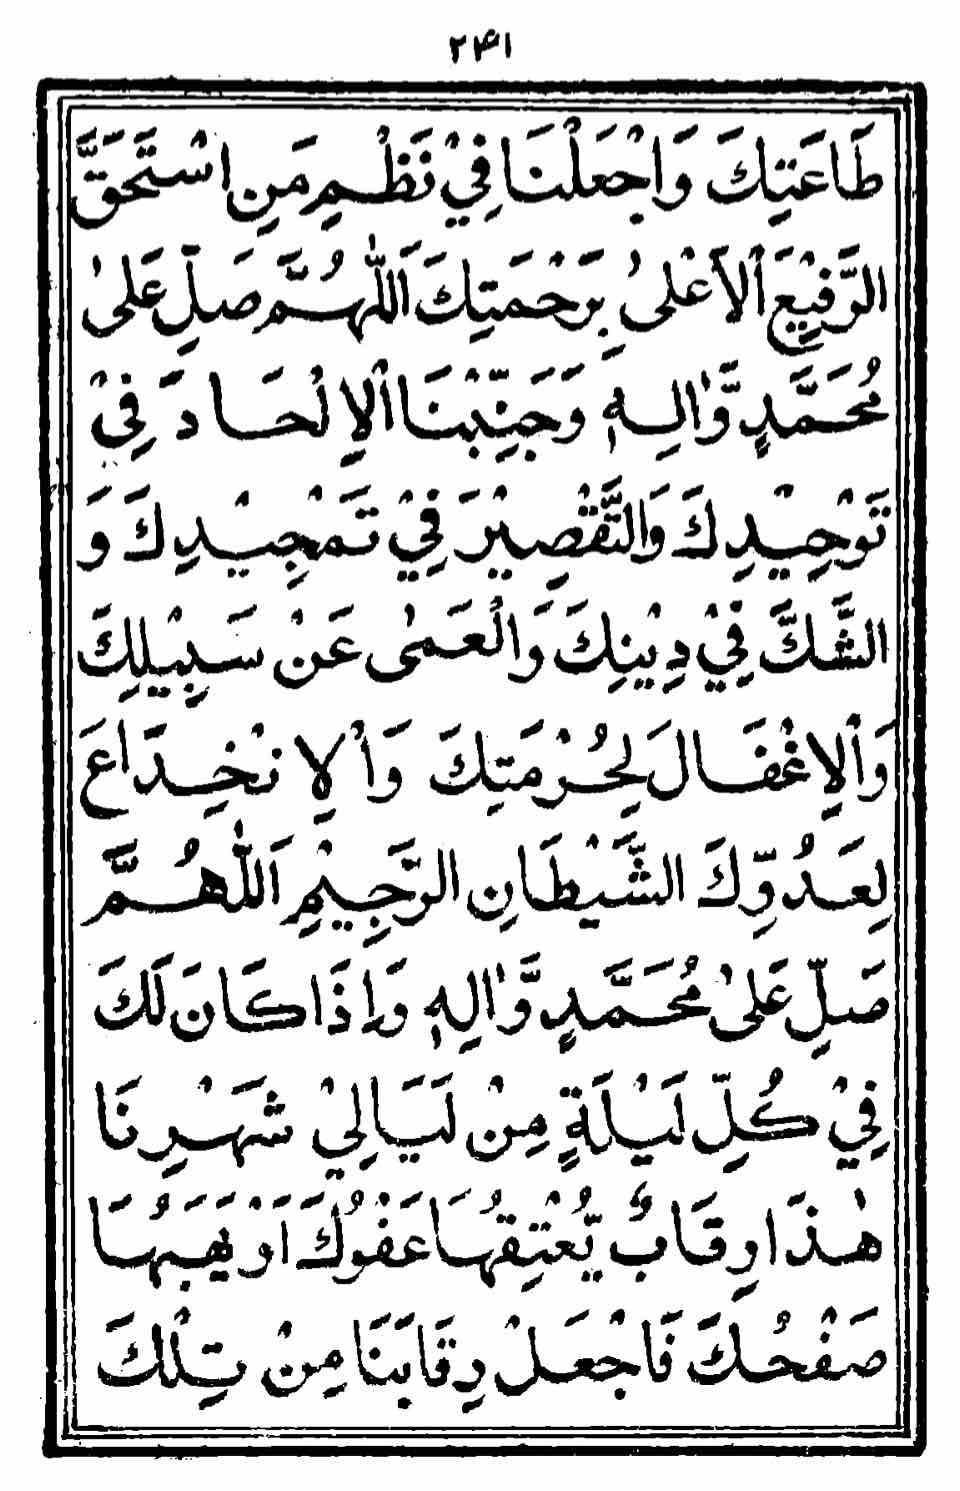 ۲۴۱
طَاعَتِكَ وَاجْعَلْنَا فِيْ نَظْمِ مَنِ اسْتَحَقَّ
الرَّفِيْعَ الْاَعْلٰى بِرَحْمَتِكَ اَللّٰهُمَّ صَلِّ عَلٰى
مُحَمَّدٍ وَّاٰلِهٖ وَجَنِّبْنَا الْاِلْحَادَ فِيْ
تَوْحِيْدِكَ وَالتَّقْصِيْرَ فِيْ تَمْجِيْدِكَ وَ
الشَّكَّ فِيْ دِيْنِكَ وَالْعَمٰى عَنْ سَبِيْلِكَ
وَالْاِغْفَالَ لِحُرْمَتِكَ وَالْاِنْخِدَاعَ
لِعَدُوِّكَ الشَّيْطَانِ الرَّجِيْمِ اَللّٰهُمَّ
صَلِّ عَلٰى مُحَمَّدٍ وَّاٰلِهٖ وَاِذَا كَانَ لَكَ
فِيْ كُلِّ لَيْلَةٍ مِنْ لَيَالِيْ شَهْرِنَا
هٰذَا رِقَابٌ يُّعْتِقُهَا عَفْوُكَ اَوْ يَهَبُهَا
صَفْحُكَ فَاجْعَلْ رِقَابَنَا مِنْ تِلْكَ